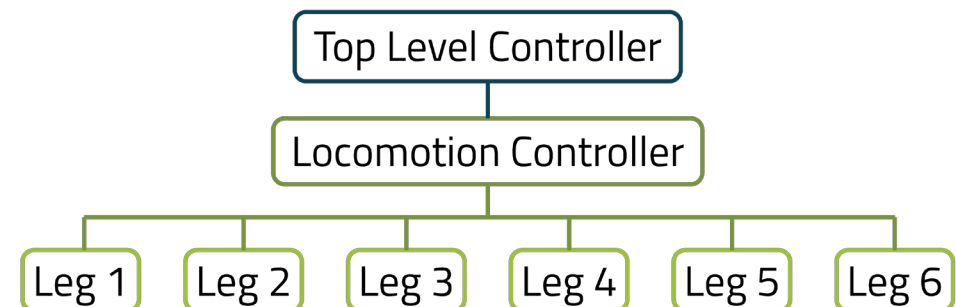 Top Level Controller
Locomotion Controller
Leg 1
Leg 2
Leg 3
Leg 4
Leg 5
Leg 6